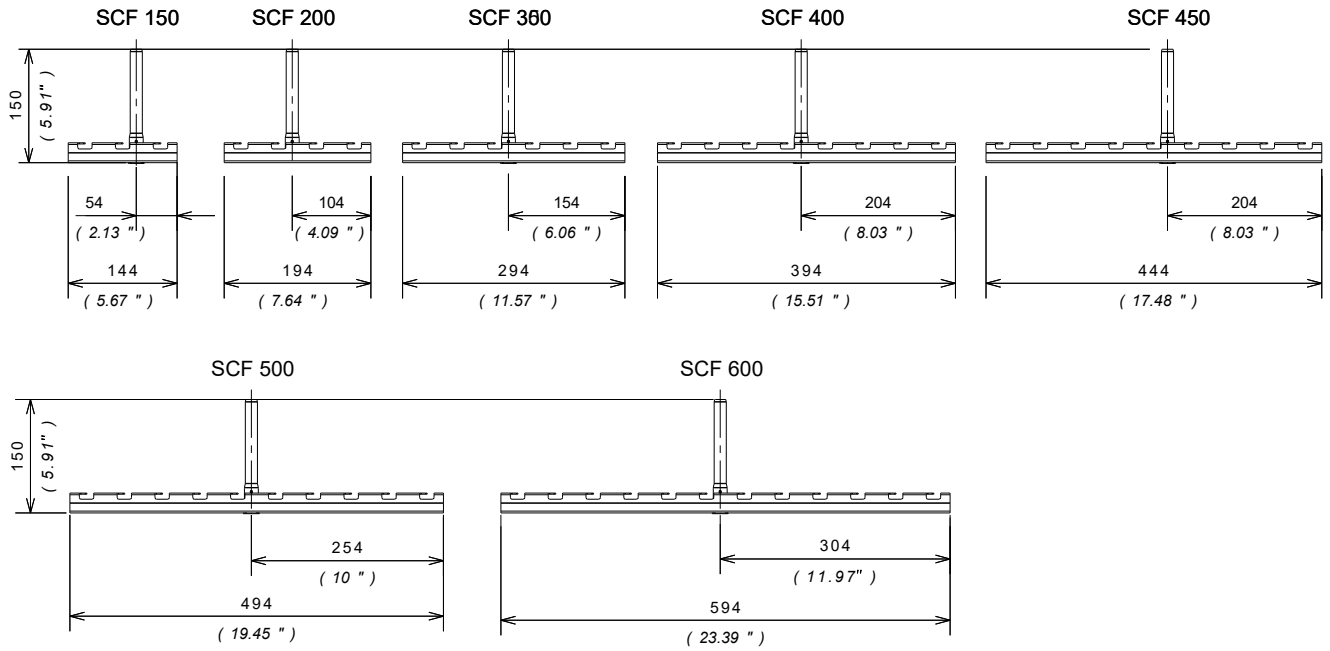 SCF 150
SCF 200
SCF 300
SCF 400
SCF 450
150
( 5.91" )
54
( 2.13 " )
104
( 4.09 " )
154
( 6.06 " )
204
( 8.03 " )
204
( 8.03 " )
144
( 5.67 " )
194
( 7.64 " )
294
( 11.57 " )
394
( 15.51 " )
444
( 17.48 " )
SCF 500
SCF 600
150
( 5.91" )
254
( 10 " )
304
( 11.97" )
494
( 19.45 " )
594
( 23.39 " )